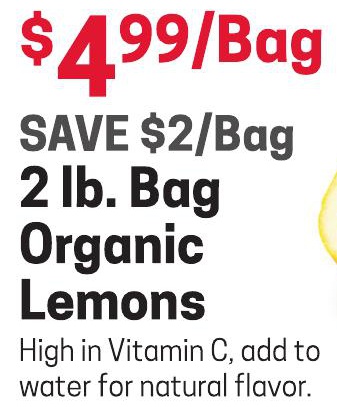 $4.99/Bag
SAVE $2/Bag
2 lb. Bag
Organic
Lemons
High in Vitamin C, add to
water for natural flavor.